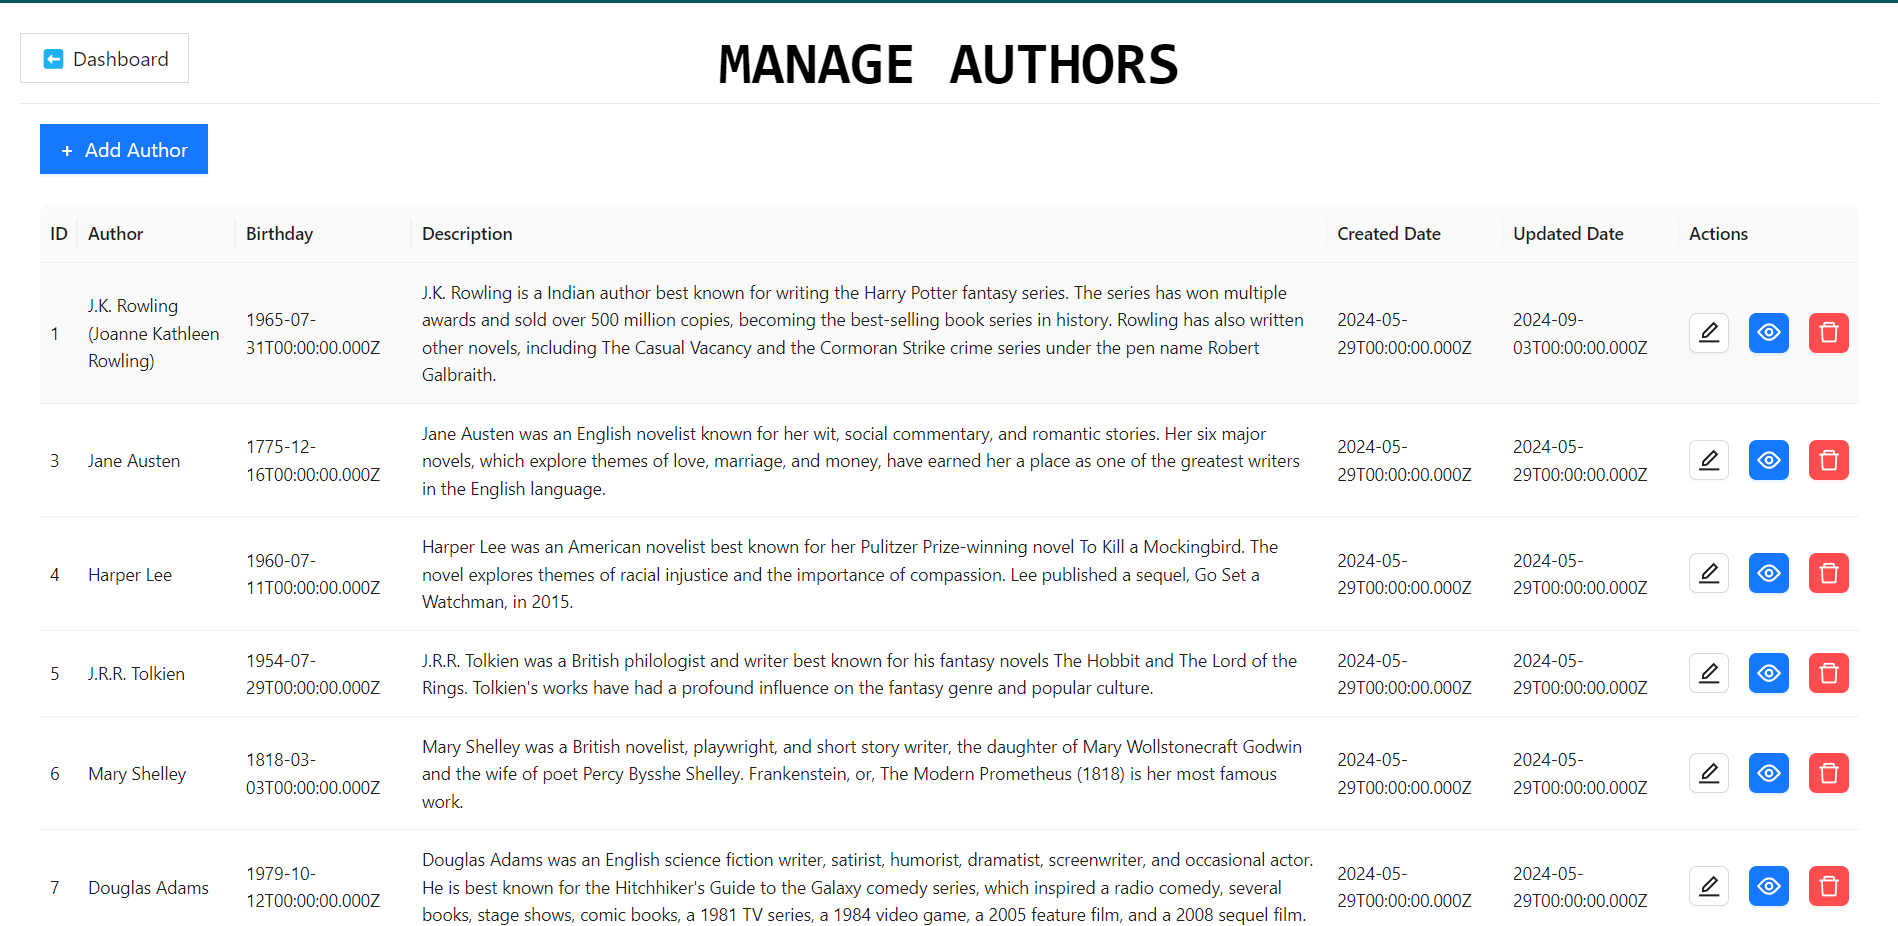 Dashboard
MANAGE AUTHORS
+ Add Author
ID Author Birthday Description Created Date Updated Date Actions
1
J.K. Rowling
(Joanne Kathleen
Rowling)
1965-07-
31T00:00:00.000Z
J.K. Rowling is a Indian author best known for writing the Harry Potter fantasy series. The series has won multiple
awards and sold over 500 million copies, becoming the best-selling book series in history. Rowling has also written
other novels, including The Casual Vacancy and the Cormoran Strike crime series under the pen name Robert
Galbraith.
2024-05-
29T00:00:00.000Z
2024-09-
03T00:00:00.000Z
3
Jane Austen
1775-12-
16T00:00:00.000Z
Jane Austen was an English novelist known for her wit, social commentary, and romantic stories. Her six major
novels, which explore themes of love, marriage, and money, have earned her a place as one of the greatest writers
in the English language.
2024-05-
29T00:00:00.000Z
2024-05-
29T00:00:00.000Z
4
Harper Lee
1960-07-
11T00:00:00.000Z
Harper Lee was an American novelist best known for her Pulitzer Prize-winning novel To Kill a Mockingbird. The
novel explores themes of racial injustice and the importance of compassion. Lee published a sequel, Go Set a
Watchman, in 2015.
2024-05-
29T00:00:00.000Z
2024-05-
29T00:00:00.000Z
5
J.R.R. Tolkien
1954-07-
29T00:00:00.000Z
J.R.R. Tolkien was a British philologist and writer best known for his fantasy novels The Hobbit and The Lord of the
Rings. Tolkien's works have had a profound influence on the fantasy genre and popular culture.
2024-05-
29T00:00:00.000Z
2024-05-
29T00:00:00.000Z
6
Mary Shelley
1818-03-
03T00:00:00.000Z
Mary Shelley was a British novelist, playwright, and short story writer, the daughter of Mary Wollstonecraft Godwin
and the wife of poet Percy Bysshe Shelley. Frankenstein, or, The Modern Prometheus (1818) is her most famous
work.
2024-05-
29T00:00:00.000Z
2024-05-
29T00:00:00.000Z
7
Douglas Adams
1979-10-
12T00:00:00.000Z
Douglas Adams was an English science fiction writer, satirist, humorist, dramatist, screenwriter, and occasional actor.
He is best known for the Hitchhiker's Guide to the Galaxy comedy series, which inspired a radio comedy, several
books, stage shows, comic books, a 1981 TV series, a 1984 video game, a 2005 feature film, and a 2008 sequel film.
2024-05-
29T00:00:00.000Z
2024-05-
29T00:00:00.000Z